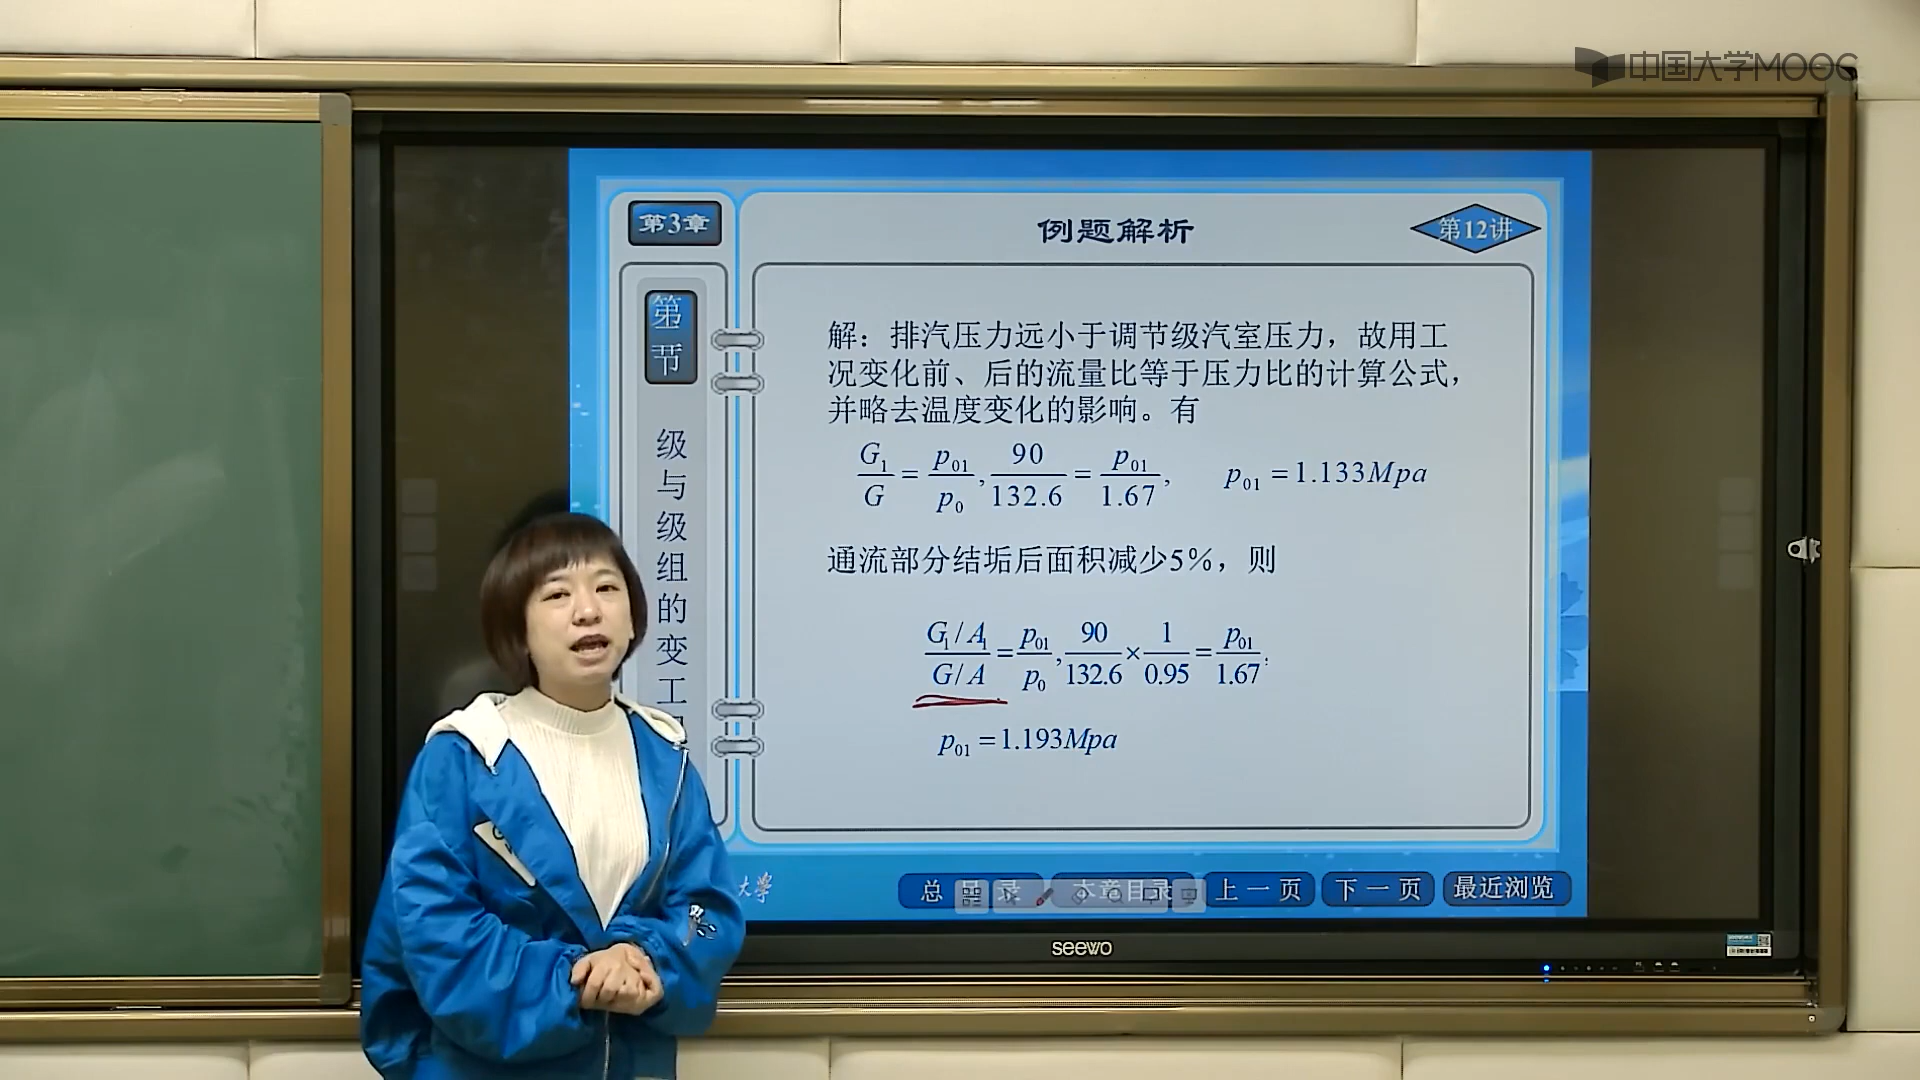 中国大学MOOC
第3章
例题解析
第12讲
第
节
级与级组的变工
解：排汽压力远小于调节级汽室压力，故用工
况变化前、后的流量比等于压力比的计算公式，
并略去温度变化的影响。有
G₁/G = p₀₁/p₀, 90/132.6 = p₀₁/1.67, p₀₁ = 1.133Mpa
通流部分结垢后面积减少5%，则
(G₁/A₁)/(G/A) = p₀₁/p₀, 90/132.6 × 1/0.95 = p₀₁/1.67,
p₀₁ = 1.193Mpa
大学
总目录 本章目录 上一页 下一页 最近浏览
seewo